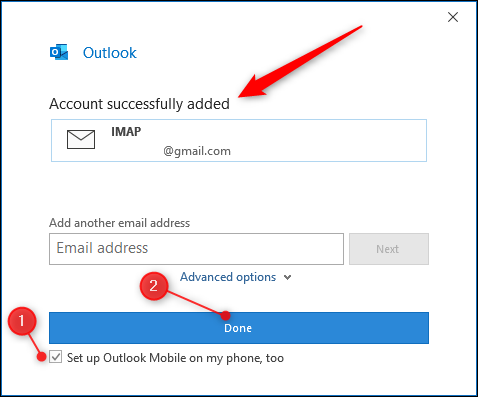 Outlook
Account successfully added
IMAP
@gmail.com
Add another email address
Email address
Next
Advanced options
2
Done
1
Set up Outlook Mobile on my phone, too